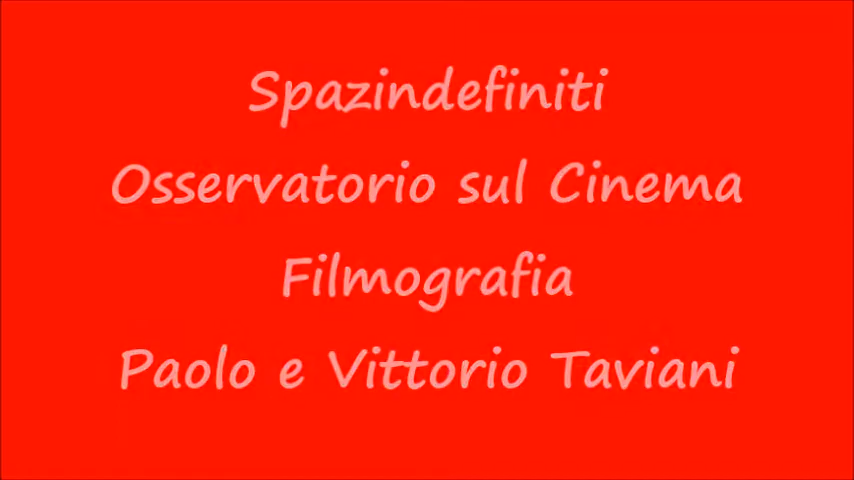 Spazindefiniti
Osservatorio sul Cinema
Filmografia
Paolo e Vittorio Taviani